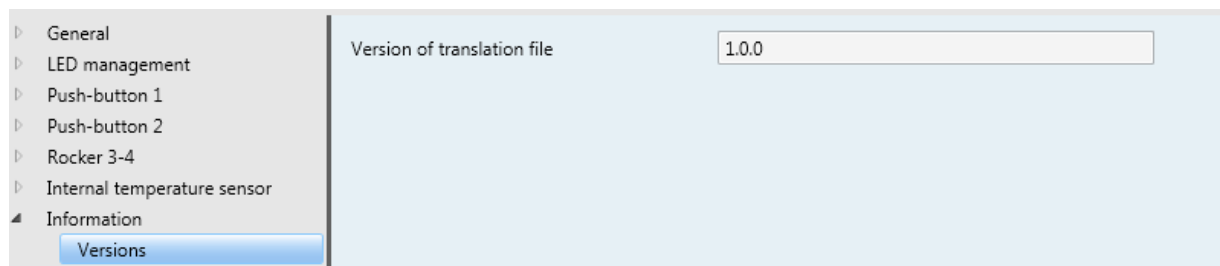 General
LED management
Push-button 1
Push-button 2
Rocker 3-4
Internal temperature sensor
Information
Versions
Version of translation file 1.0.0